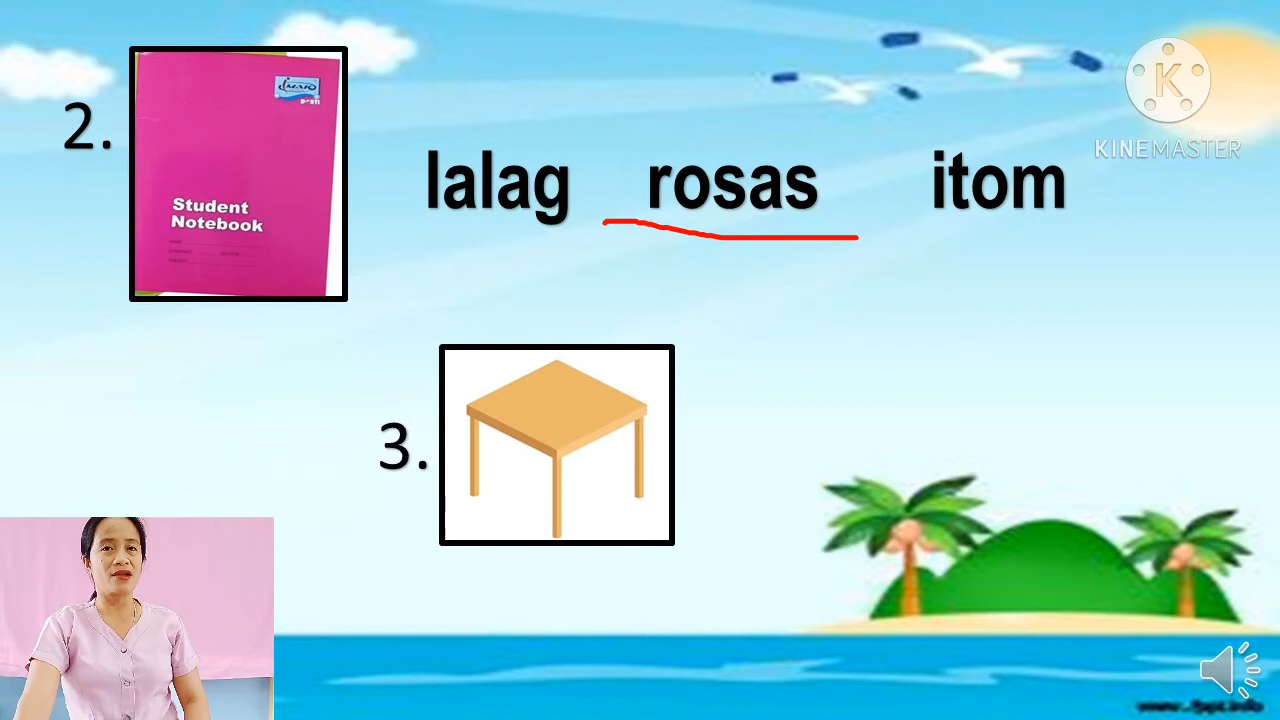 2.
Student
Notebook
lalag rosas itom
KINEMASTER
3.